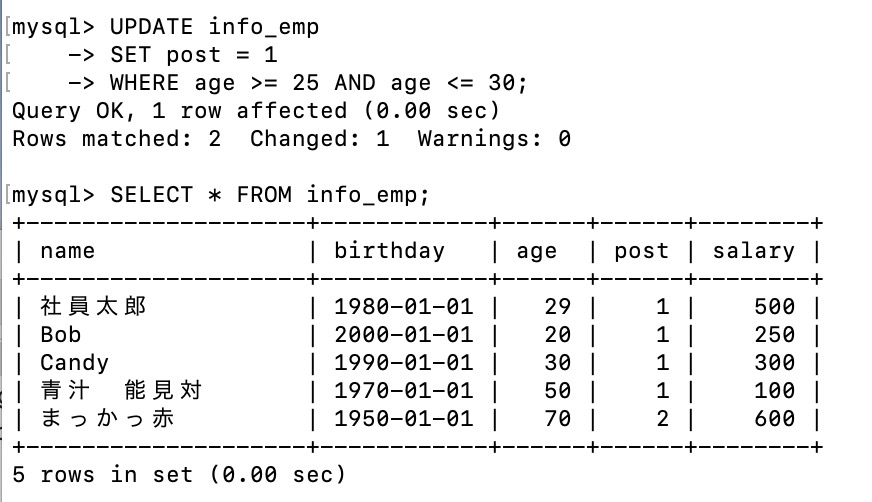 mysql> UPDATE info_emp
    -> SET post = 1
    -> WHERE age >= 25 AND age <= 30;
Query OK, 1 row affected (0.00 sec)
Rows matched: 2  Changed: 1  Warnings: 0

mysql> SELECT * FROM info_emp;
+--------------------+------------+------+------+--------+
| name               | birthday   | age  | post | salary |
+--------------------+------------+------+------+--------+
| 社員太郎           | 1980-01-01 |   29 |    1 |    500 |
| Bob                | 2000-01-01 |   20 |    1 |    250 |
| Candy              | 1990-01-01 |   30 |    1 |    300 |
| 青汁　能見対       | 1970-01-01 |   50 |    1 |    100 |
| まっかっ赤         | 1950-01-01 |   70 |    2 |    600 |
+--------------------+------------+------+------+--------+
5 rows in set (0.00 sec)